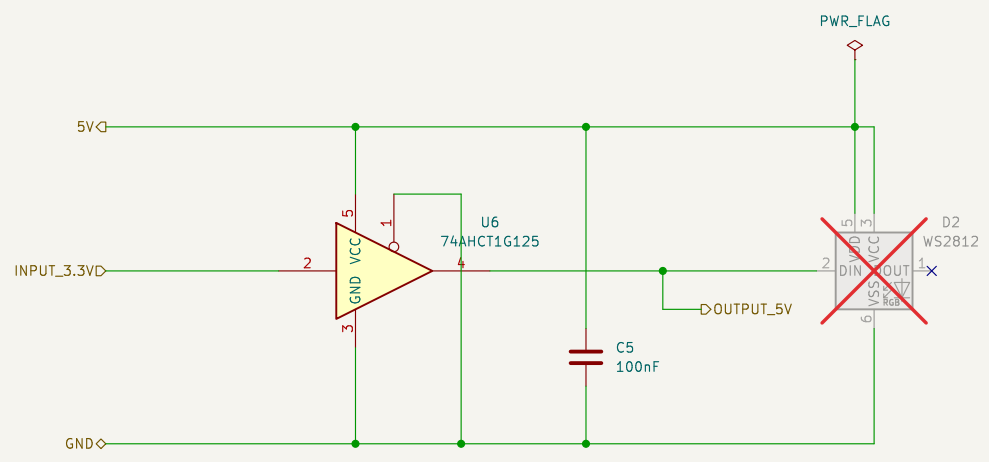 PWR_FLAG
5V
5
1
U6
74AHCT1G125
VCC
GND
2
4
3
INPUT_3.3V
OUTPUT_5V
C5
100nF
GND
D2
WS2812
5
3
VDD
VCC
2
DIN
DOUT
1
VSS
RGB
6